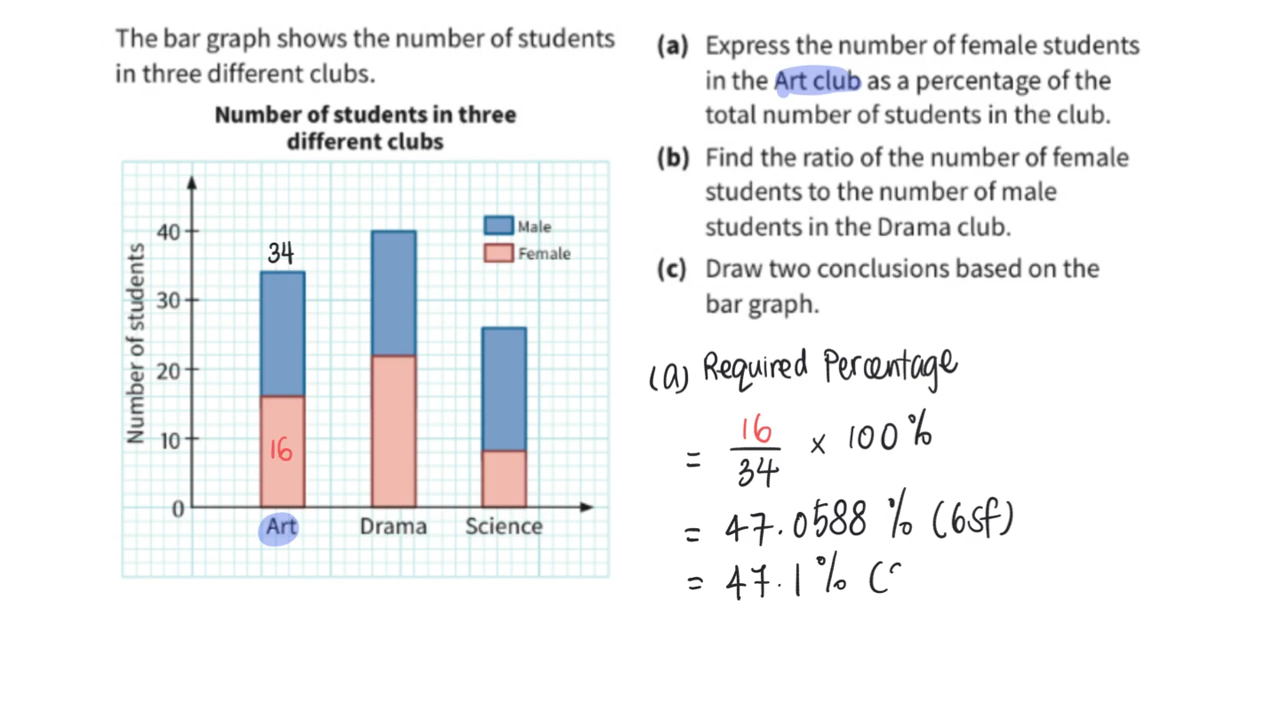 The bar graph shows the number of students
in three different clubs.
Number of students in three
different clubs
Number of students
40
30
20
10
0
34
16
Male
Female
Art
Drama
Science
(a) Express the number of female students
in the Art club as a percentage of the
total number of students in the club.
(b) Find the ratio of the number of female
students to the number of male
students in the Drama club.
(c) Draw two conclusions based on the
bar graph.
(a) Required Percentage
= 16/34 × 100%
= 47.0588 % (6sf)
= 47.1% (